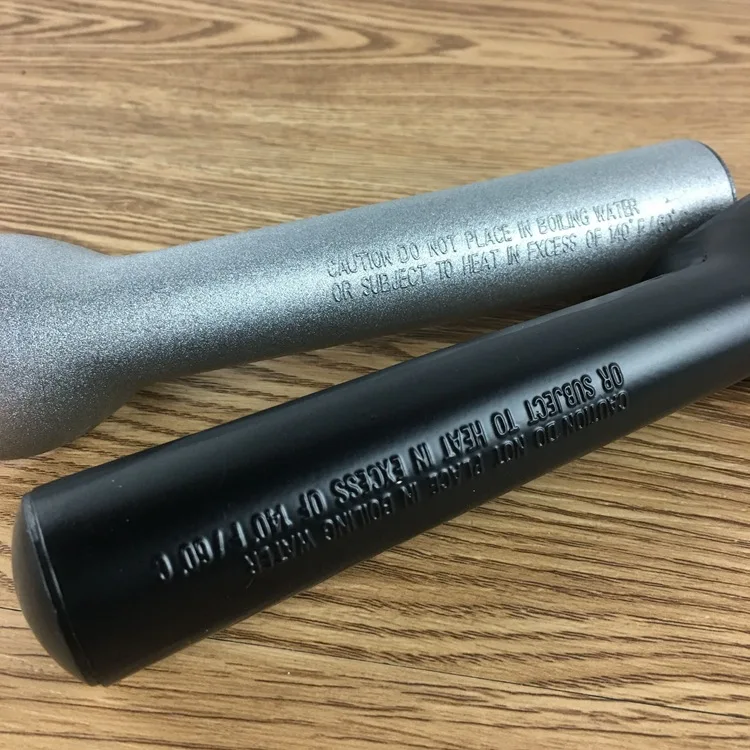 CAUTION DO NOT PLACE IN BOILING WATER
OR SUBJECT TO HEAT IN EXCESS OF 140°F/60°
CAUTION DO NOT PLACE IN BOILING WATER
OR SUBJECT TO HEAT IN EXCESS OF 140 F/60°C